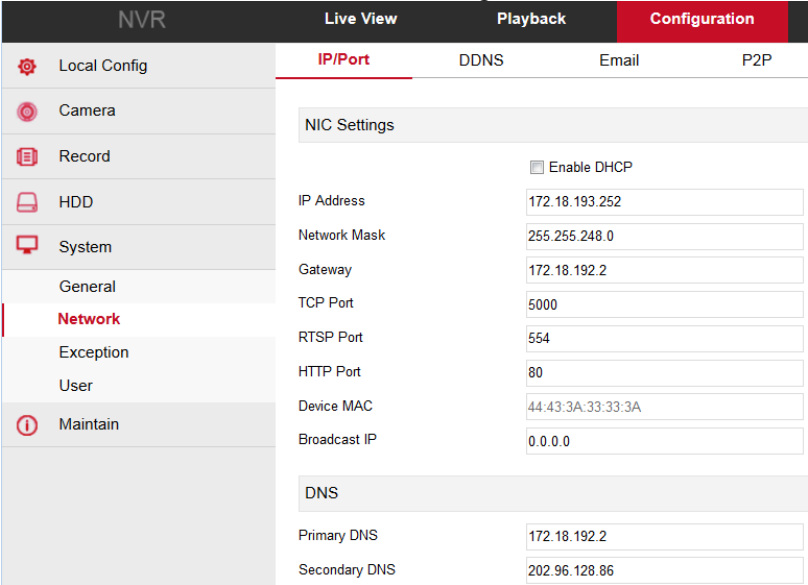 NVR Live View Playback Configuration
Local Config
Camera
Record
HDD
System
General
Network
Exception
User
Maintain
IP/Port DDNS Email P2P
NIC Settings
Enable DHCP
IP Address 172.18.193.252
Network Mask 255.255.248.0
Gateway 172.18.192.2
TCP Port 5000
RTSP Port 554
HTTP Port 80
Device MAC 44:43:3A:33:33:3A
Broadcast IP 0.0.0.0
DNS
Primary DNS 172.18.192.2
Secondary DNS 202.96.128.86